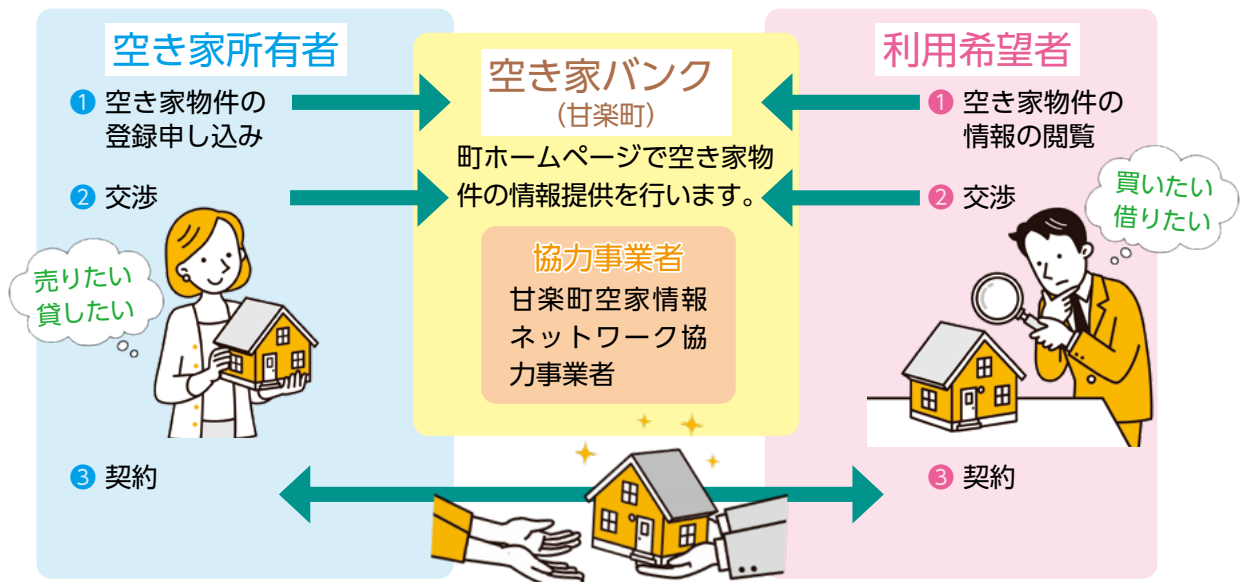 空き家所有者
❶ 空き家物件の
登録申し込み
❷ 交渉
売りたい
貸したい
❸ 契約
空き家バンク
(甘楽町)
町ホームページで空き家物
件の情報提供を行います。
協力事業者
甘楽町空家情報
ネットワーク協
力事業者
利用希望者
❶ 空き家物件の
情報の閲覧
❷ 交渉
買いたい
借りたい
❸ 契約